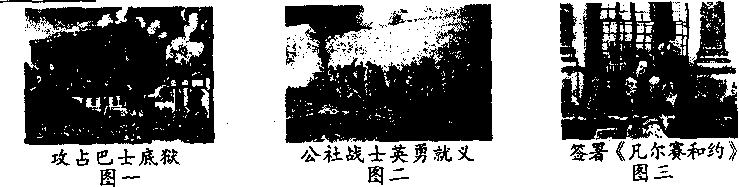 攻占巴士底狱
图一
公社战士英勇就义
图二
签署《凡尔赛和约》
图三